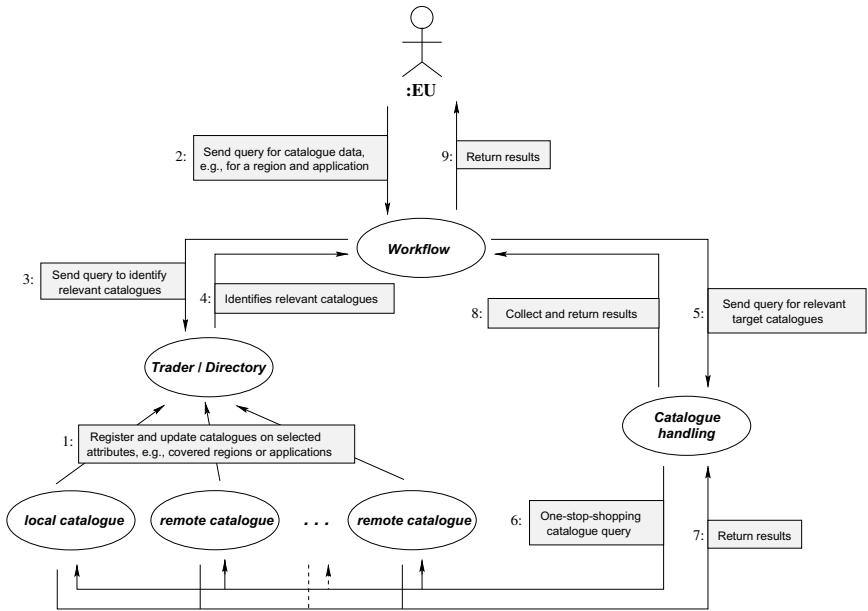 :EU
2: Send query for catalogue data,
e.g., for a region and application
9: Return results
Workflow
3: Send query to identify
relevant catalogues
4: Identifies relevant catalogues
8: Collect and return results
5: Send query for relevant
target catalogues
Trader / Directory
Catalogue
handling
1: Register and update catalogues on selected
attributes, e.g., covered regions or applications
local catalogue
remote catalogue
. . .
remote catalogue
6: One-stop-shopping
catalogue query
7: Return results